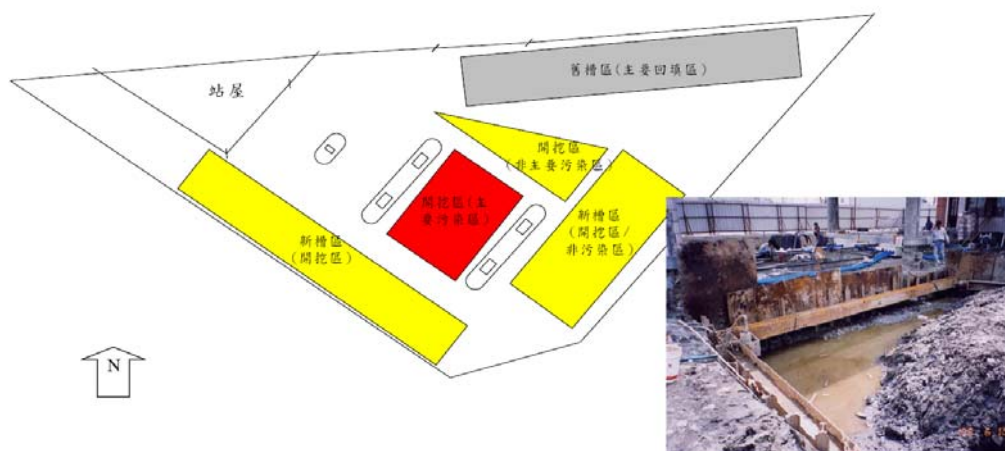 舊槽區(主要回填區)
站屋
開挖區
(非主要污染區)
開挖區(主
要污染區)
新槽區
(開挖區/
非污染區)
新槽區
(開挖區)
N